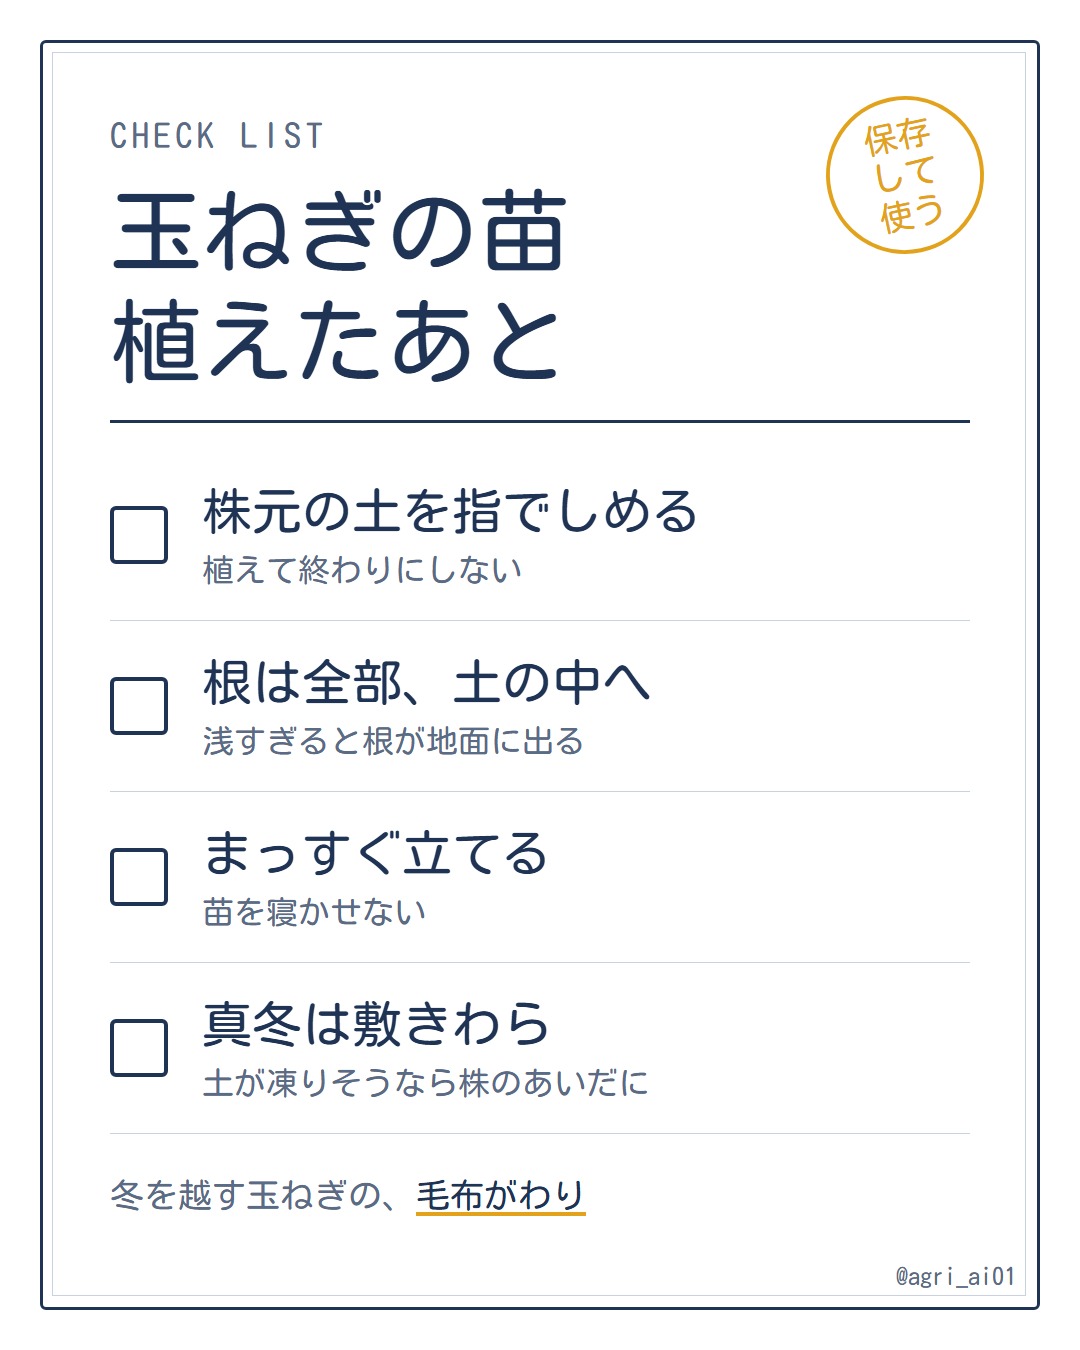 CHECK LIST
保存
して
使う
玉ねぎの苗
植えたあと
株元の土を指でしめる
植えて終わりにしない
根は全部、土の中へ
浅すぎると根が地面に出る
まっすぐ立てる
苗を寝かせない
真冬は敷きわら
土が凍りそうなら株のあいだに
冬を越す玉ねぎの、毛布がわり
@agri_ai01